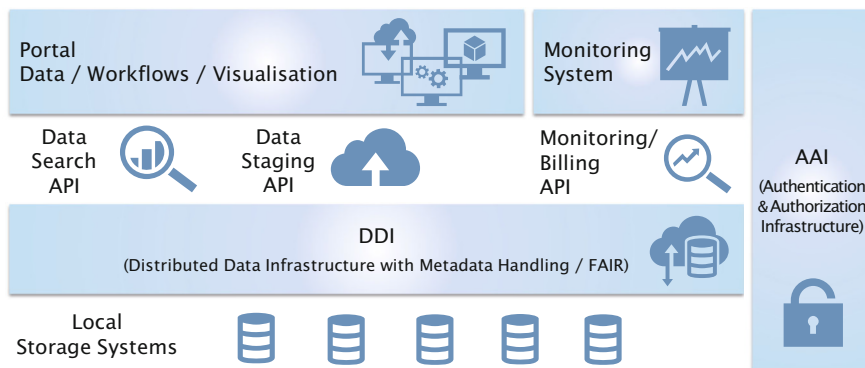 Portal
Data / Workflows / Visualisation
Monitoring
System
Data
Search
API
Data
Staging
API
Monitoring/
Billing
API
AAI
(Authentication
& Authorization
Infrastructure)
DDI
(Distributed Data Infrastructure with Metadata Handling / FAIR)
Local
Storage Systems